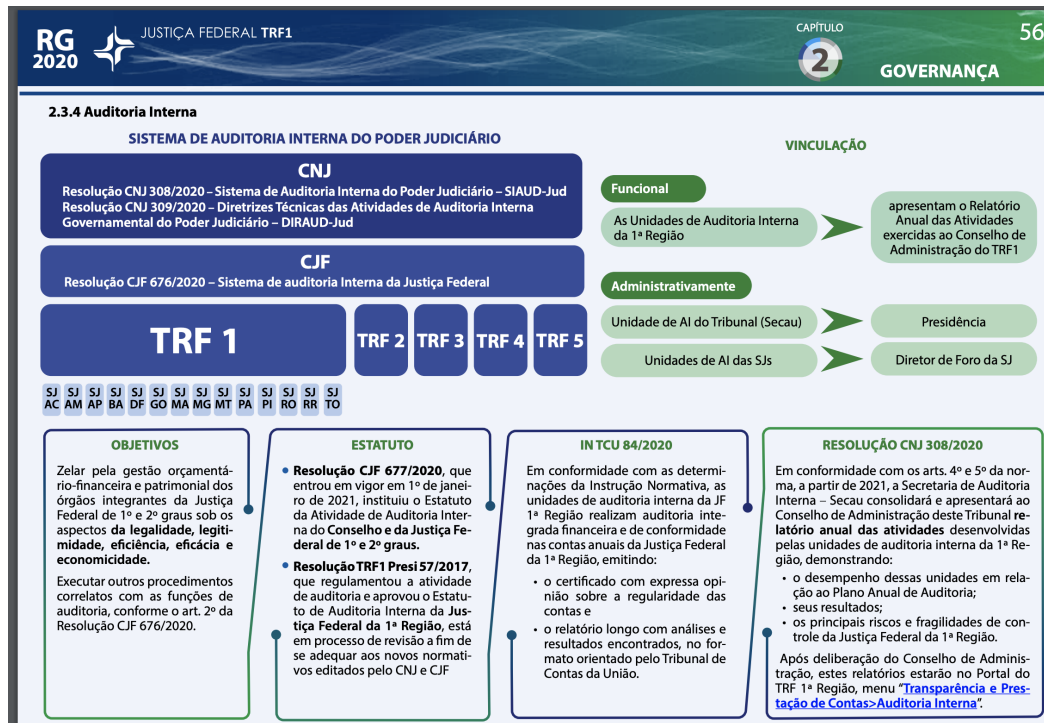 RG
2020
JUSTIÇA FEDERAL TRF1
CAPÍTULO
2
56
GOVERNANÇA
2.3.4 Auditoria Interna
SISTEMA DE AUDITORIA INTERNA DO PODER JUDICIÁRIO
CNJ
Resolução CNJ 308/2020 – Sistema de Auditoria Interna do Poder Judiciário – SIAUD-Jud
Resolução CNJ 309/2020 – Diretrizes Técnicas das Atividades de Auditoria Interna
Governamental do Poder Judiciário – DIRAUD-Jud
CJF
Resolução CJF 676/2020 – Sistema de auditoria Interna da Justiça Federal
TRF 1
TRF 2
TRF 3
TRF 4
TRF 5
SJ AC
SJ AM
SJ AP
SJ BA
SJ DF
SJ GO
SJ MA
SJ MG
SJ MT
SJ PA
SJ PI
SJ RO
SJ RR
SJ TO
VINCULAÇÃO
Funcional
As Unidades de Auditoria Interna
da 1ª Região
apresentam o Relatório
Anual das Atividades
exercidas ao Conselho de
Administração do TRF1
Administrativamente
Unidade de AI do Tribunal (Secau)
Presidência
Unidades de AI das SJs
Diretor de Foro da SJ
OBJETIVOS
Zelar pela gestão orçamentá-
rio-financeira e patrimonial dos
órgãos integrantes da Justiça
Federal de 1º e 2º graus sob os
aspectos da legalidade, legiti-
midade, eficiência, eficácia e
economicidade.
Executar outros procedimentos
correlatos com as funções de
auditoria, conforme o art. 2º da
Resolução CJF 676/2020.
ESTATUTO
• Resolução CJF 677/2020, que
entrou em vigor em 1º de janei-
ro de 2021, instituiu o Estatuto
da Atividade de Auditoria Inter-
na do Conselho e da Justiça Fe-
deral de 1º e 2º graus.
• Resolução TRF1 Presi 57/2017,
que regulamentou a atividade
de auditoria e aprovou o Estatu-
to de Auditoria Interna da Jus-
tiça Federal da 1ª Região, está
em processo de revisão a fim de
se adequar aos novos normati-
vos editados pelo CNJ e CJF
IN TCU 84/2020
Em conformidade com as determi-
nações da Instrução Normativa, as
unidades de auditoria interna da JF
1ª Região realizam auditoria inte-
grada financeira e de conformidade
nas contas anuais da Justiça Federal
da 1ª Região, emitindo:
• o certificado com expressa opi-
nião sobre a regularidade das
contas e
• o relatório longo com análises e
resultados encontrados, no for-
mato orientado pelo Tribunal de
Contas da União.
RESOLUÇÃO CNJ 308/2020
Em conformidade com os arts. 4º e 5º da nor-
ma, a partir de 2021, a Secretaria de Auditoria
Interna – Secau consolidará e apresentará ao
Conselho de Administração deste Tribunal re-
latório anual das atividades desenvolvidas
pelas unidades de auditoria interna da 1ª Re-
gião, demonstrando:
• o desempenho dessas unidades em rela-
ção ao Plano Anual de Auditoria;
• seus resultados;
• os principais riscos e fragilidades de con-
trole da Justiça Federal da 1ª Região.
Após deliberação do Conselho de Adminis-
tração, estes relatórios estarão no Portal do
TRF 1ª Região, menu “Transparência e Pres-
tação de Contas>Auditoria Interna”.